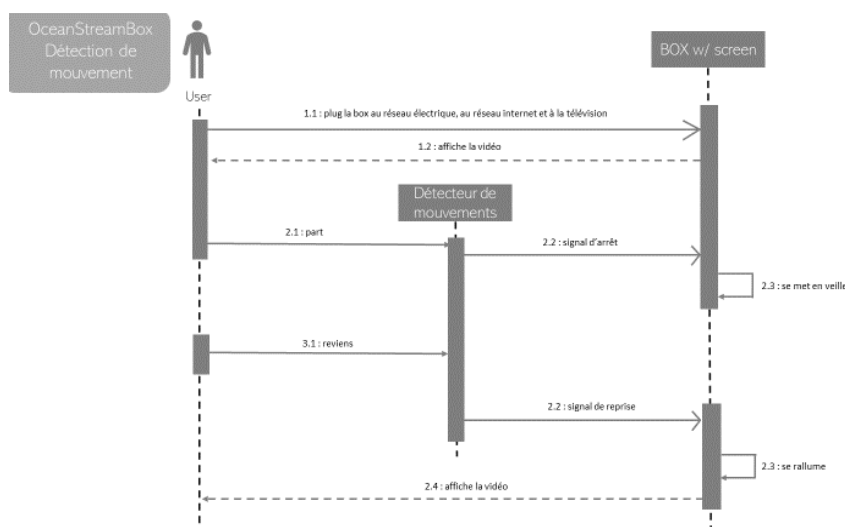 OceanStreamBox
Détection de
mouvement
User
BOX w/ screen
1.1 : plug la box au réseau électrique, au réseau internet et à la télévision
1.2 : affiche la vidéo
Détecteur de
mouvements
2.1 : part
2.2 : signal d'arrêt
2.3 : se met en veille
3.1 : reviens
2.2 : signal de reprise
2.3 : se rallume
2.4 : affiche la vidéo